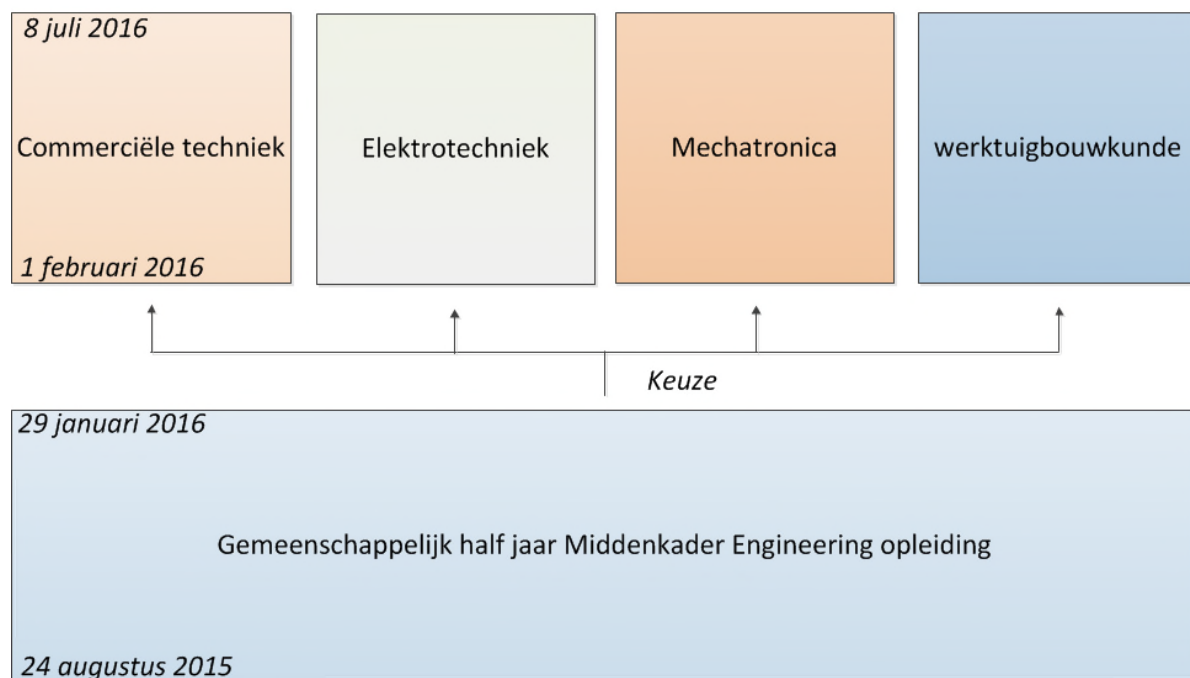 8 juli 2016
Commerciële techniek
1 februari 2016
Elektrotechniek
Mechatronica
werktuigbouwkunde
Keuze
29 januari 2016
Gemeenschappelijk half jaar Middenkader Engineering opleiding
24 augustus 2015